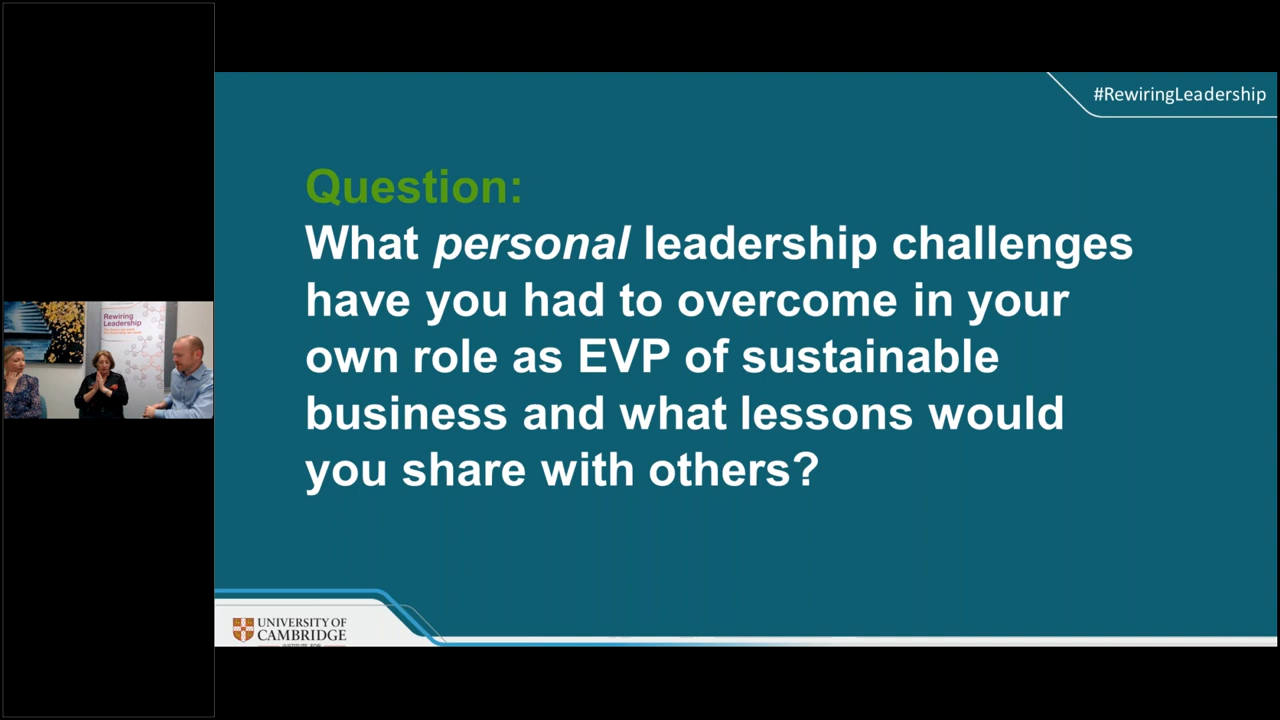 #RewiringLeadership
Question:
What personal leadership challenges
have you had to overcome in your
own role as EVP of sustainable
business and what lessons would
you share with others?
Rewiring
Leadership
UNIVERSITY OF
CAMBRIDGE